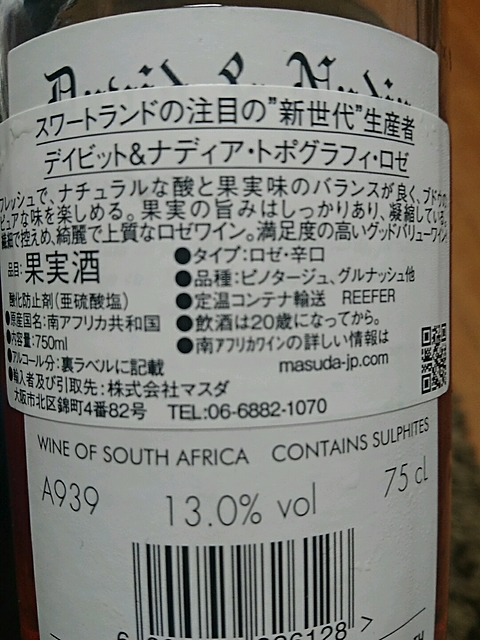 David & Nadia
スワートランドの注目の"新世代"生産者
デイビット&ナディア・トポグラフィ・ロゼ
フレッシュで、ナチュラルな酸と果実味のバランスが良く、ブドウの
ピュアな味を楽しめる。果実の旨みはしっかりあり、凝縮している。
繊細で控えめ、綺麗で上質なロゼワイン。満足度の高いグッドバリューワイン
品目:果実酒
酸化防止剤(亜硫酸塩)
●原産国名:南アフリカ共和国
●内容量:750ml
●アルコール分:裏ラベルに記載
●輸入者及び引取先:株式会社マスダ
大阪市北区錦町4番82号 TEL:06-6882-1070
●タイプ:ロゼ・辛口
●品種:ピノタージュ、グルナッシュ他
●定温コンテナ輸送 REEFER
●飲酒は20歳になってから。
●南アフリカワインの詳しい情報は
masuda-jp.com
WINE OF SOUTH AFRICA CONTAINS SULPHITES
A939 13.0% vol 75 cL